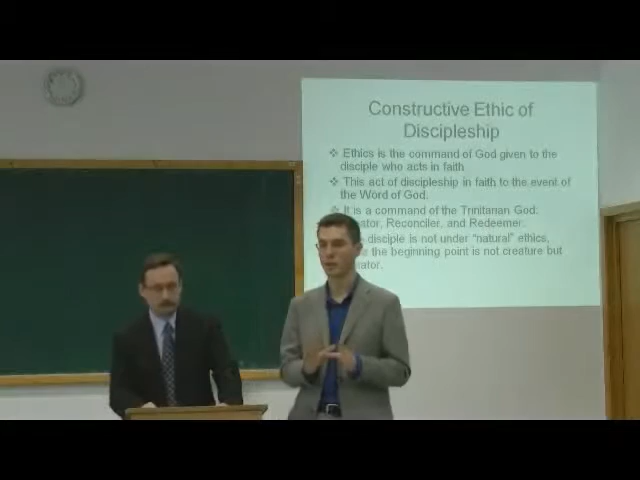 Constructive Ethic of
Discipleship
Ethics is the command of God given to the
disciple who acts in faith
This act of discipleship in faith to the event of
the Word of God.
It is a command of the Trinitarian God:
Reconciler, and Redeemer.
disciple is not under "natural" ethics,
the beginning point is not creature but